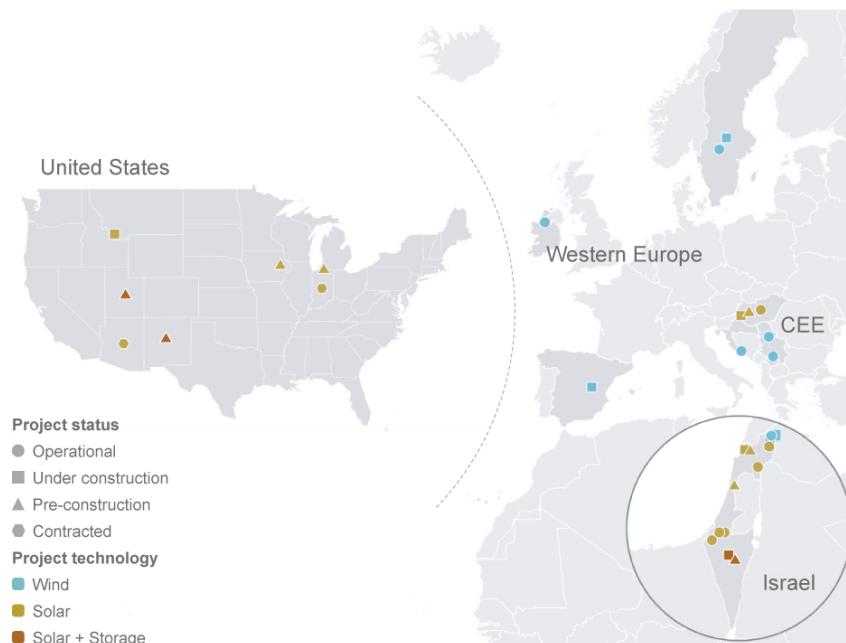 United States
Western Europe
CEE
Israel
Project status
Operational
Under construction
Pre-construction
Contracted
Project technology
Wind
Solar
Solar + Storage